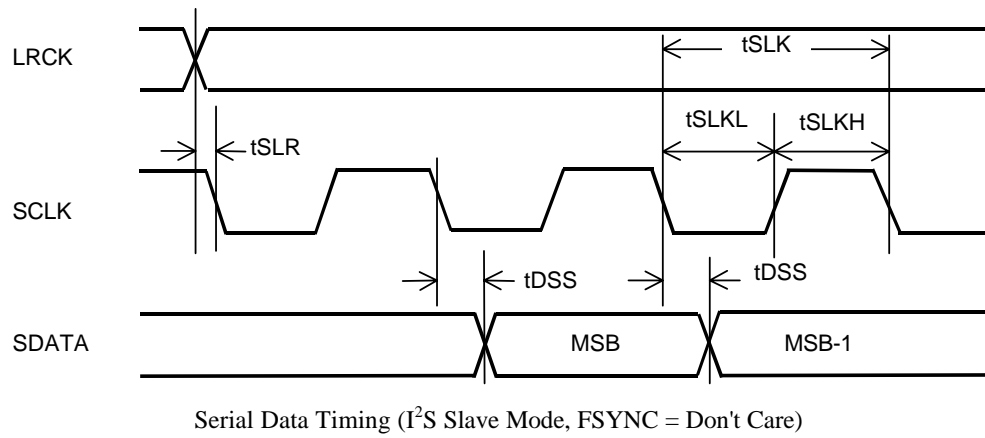 LRCK
tSLK
tSLKL
tSLKH
tSLR
SCLK
tDSS
tDSS
SDATA
MSB
MSB-1
Serial Data Timing (I²S Slave Mode, FSYNC = Don't Care)